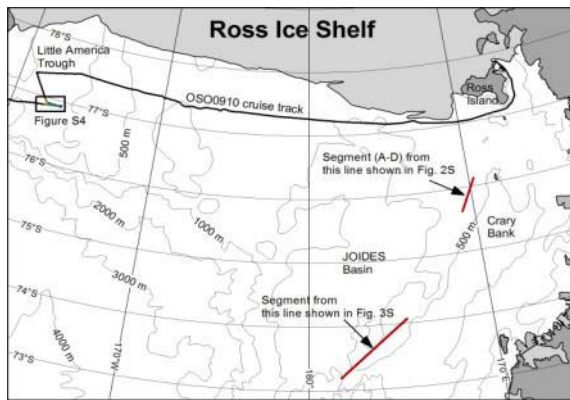 Ross Ice Shelf
78°S
Little America
Trough
OSO0910 cruise track
Ross
Island
77°S
Figure S4
500 m
76°S
Segment (A-D) from
this line shown in Fig. 2S
2000 m
1000 m
75°S
500 m
Crary
Bank
JOIDES
Basin
3000 m
74°S
Segment from
this line shown in Fig. 3S
4000 m
73°S
170°W
180°
170°E